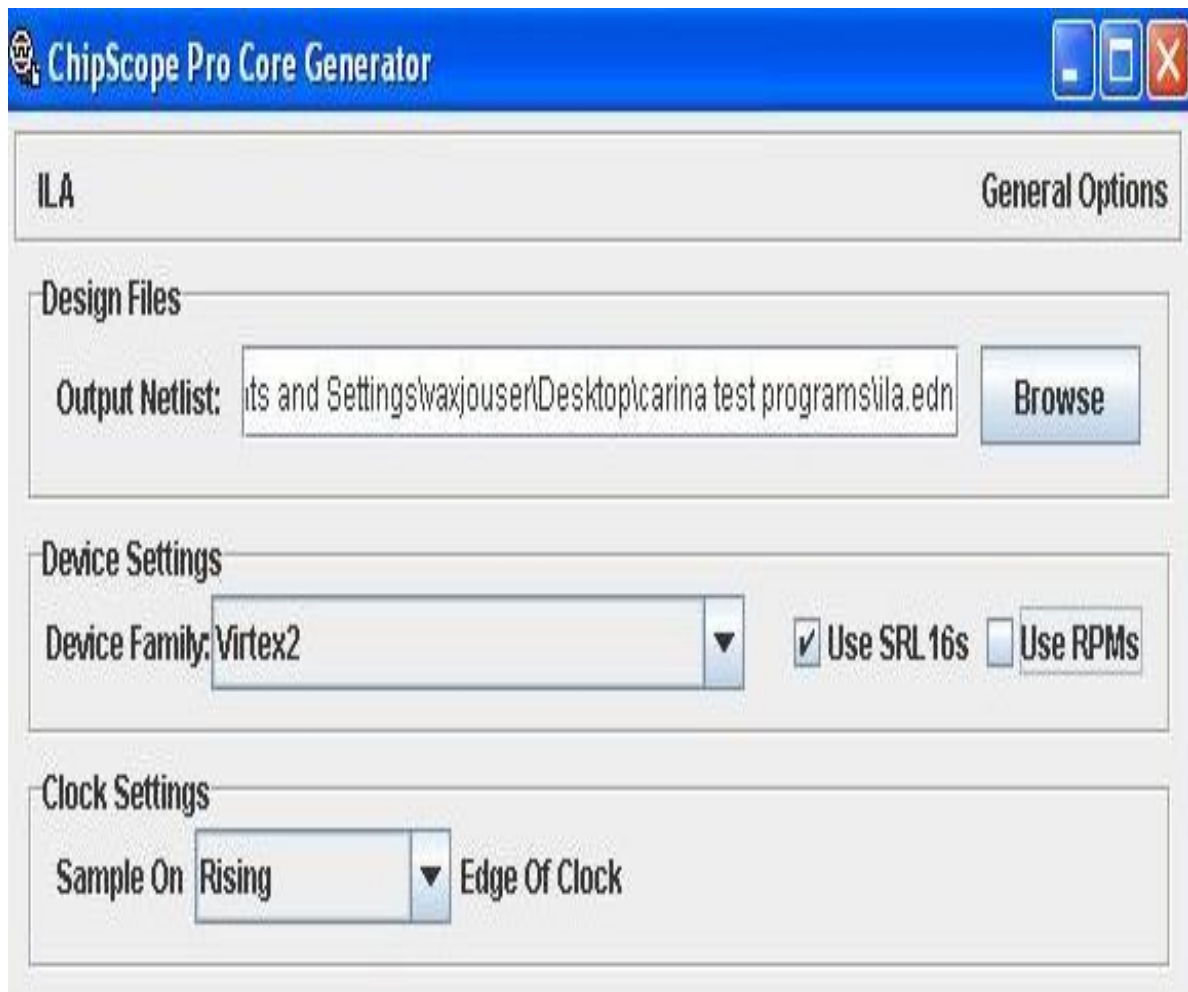 ChipScope Pro Core Generator
ILA General Options
Design Files
Output Netlist: its and Settings\vaxjouser\Desktop\carina test programs\ila.edn Browse
Device Settings
Device Family: Virtex2 Use SRL16s Use RPMs
Clock Settings
Sample On Rising Edge Of Clock